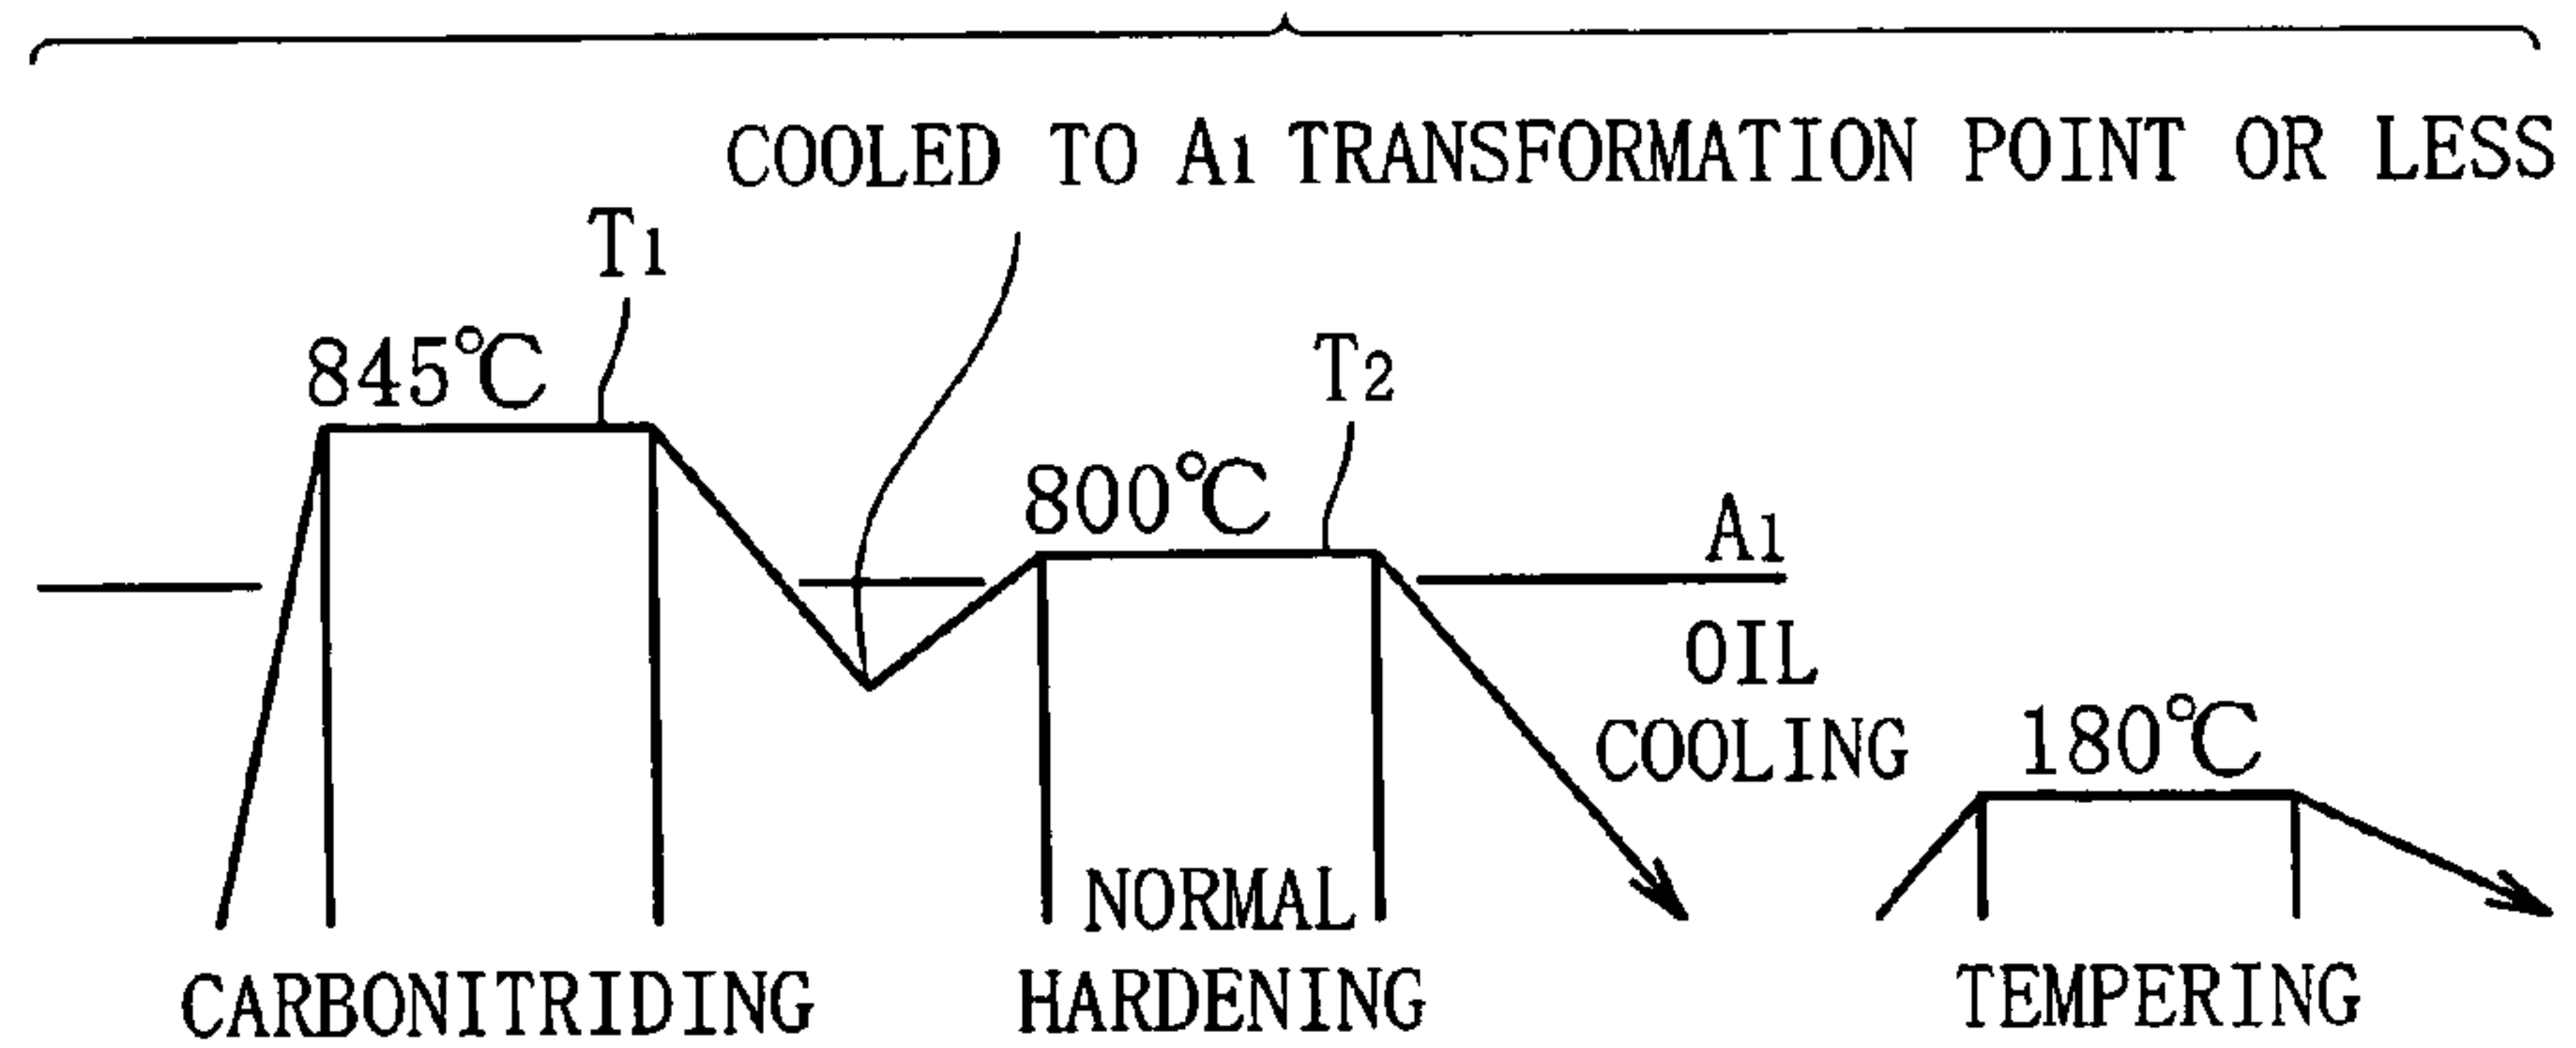 COOLED TO A1 TRANSFORMATION POINT OR LESS
T1
845℃
T2
800℃
A1
OIL
COOLING
180℃
NORMAL
HARDENING
CARBONITRIDING
TEMPERING